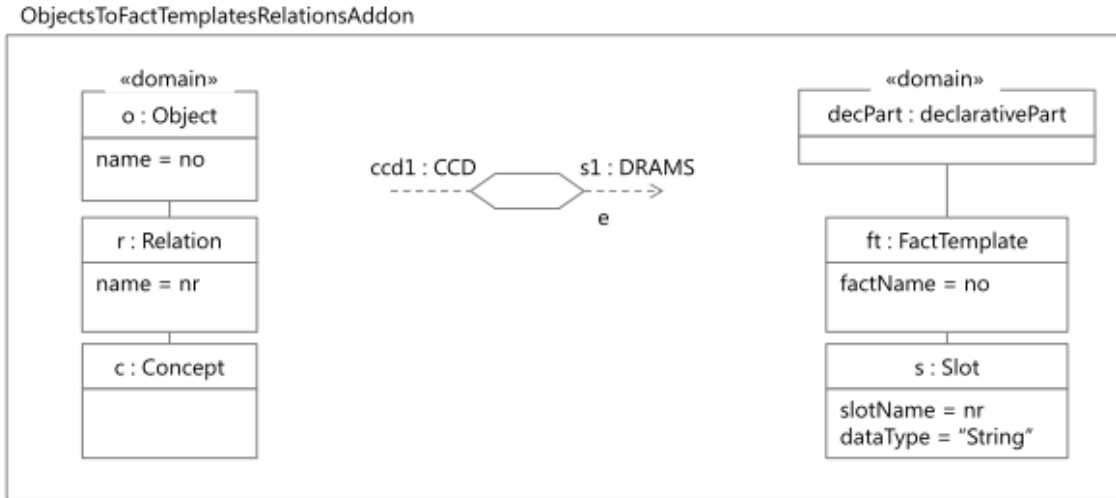 ObjectsToFactTemplatesRelationsAddon
«domain»
o : Object
name = no
r : Relation
name = nr
c : Concept
ccd1 : CCD
s1 : DRAMS
e
«domain»
decPart : declarativePart
ft : FactTemplate
factName = no
s : Slot
slotName = nr
dataType = “String”